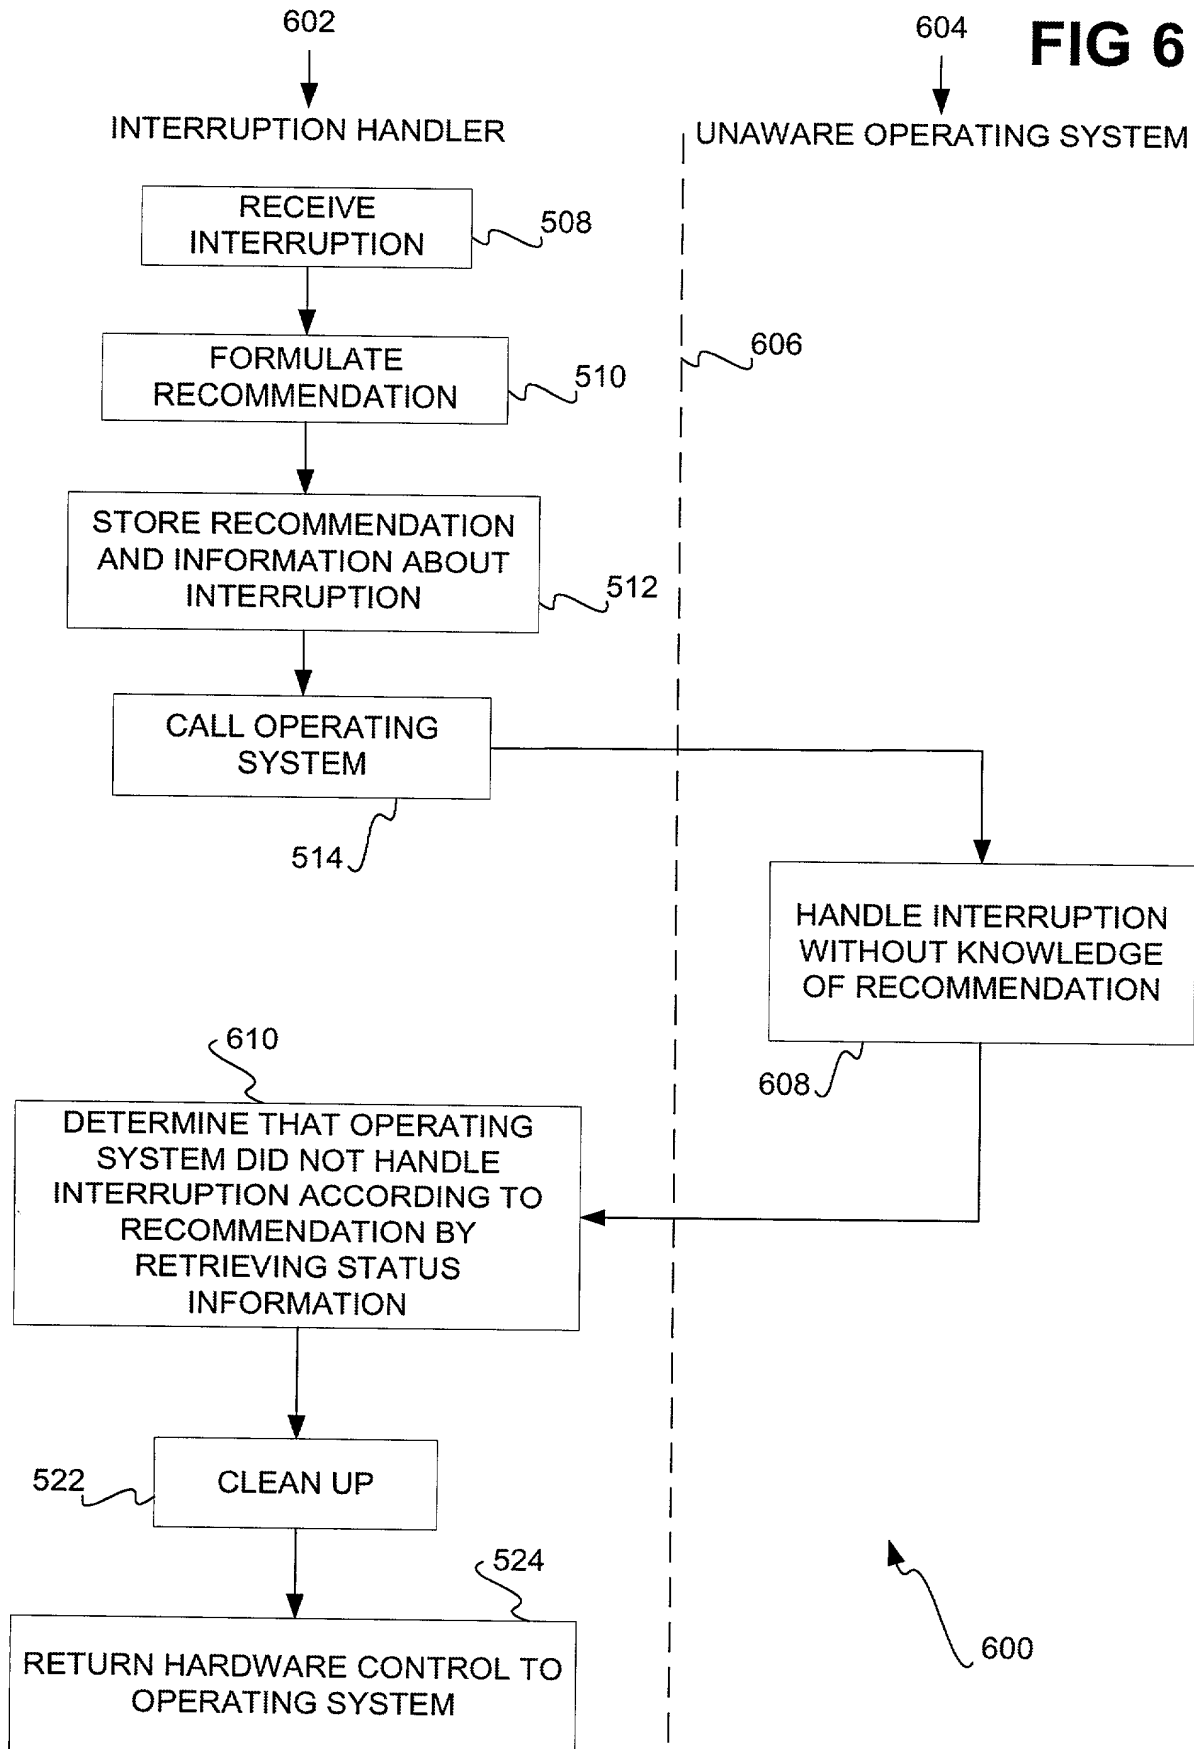 602
604
FIG 6
INTERRUPTION HANDLER
UNAWARE OPERATING SYSTEM
RECEIVE
INTERRUPTION
508
FORMULATE
RECOMMENDATION
510
606
STORE RECOMMENDATION
AND INFORMATION ABOUT
INTERRUPTION
512
CALL OPERATING
SYSTEM
514
HANDLE INTERRUPTION
WITHOUT KNOWLEDGE
OF RECOMMENDATION
608
610
DETERMINE THAT OPERATING
SYSTEM DID NOT HANDLE
INTERRUPTION ACCORDING TO
RECOMMENDATION BY
RETRIEVING STATUS
INFORMATION
CLEAN UP
522
524
RETURN HARDWARE CONTROL TO
OPERATING SYSTEM
600